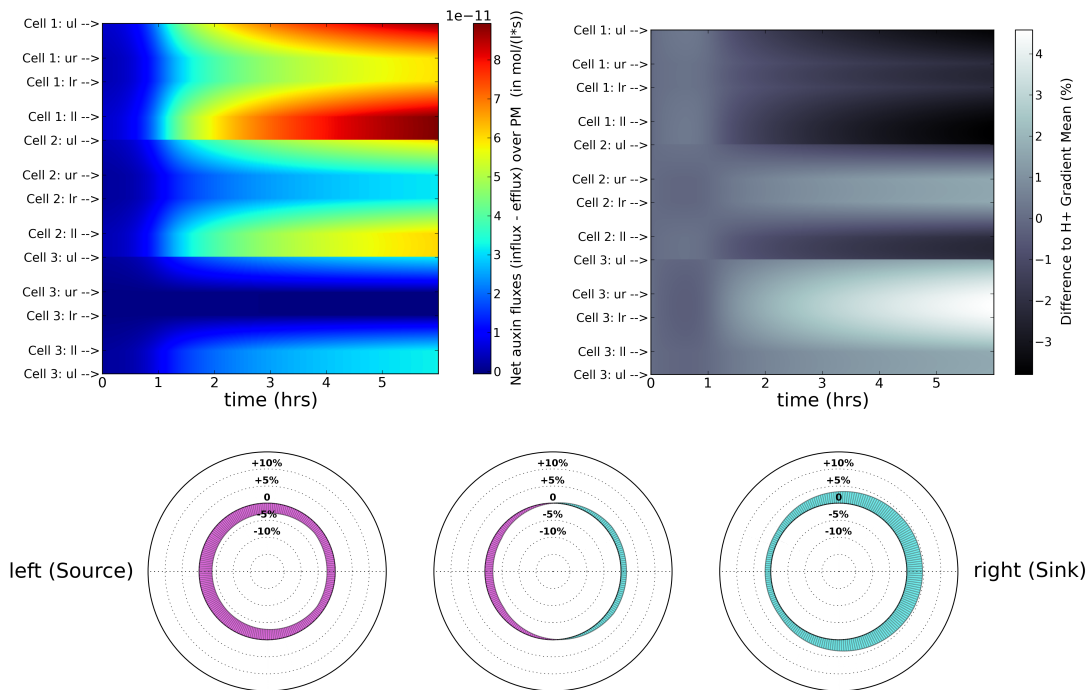 1e−11
Cell 1: ul -->
Cell 1: ur -->
Cell 1: lr -->
Cell 1: ll -->
Cell 2: ul -->
Cell 2: ur -->
Cell 2: lr -->
Cell 2: ll -->
Cell 3: ul -->
Cell 3: ur -->
Cell 3: lr -->
Cell 3: ll -->
Cell 3: ul -->
0 1 2 3 4 5
time (hrs)
8
7
6
5
4
3
2
1
0
Net auxin fluxes (influx - efflux) over PM (in mol/(l*s))
Cell 1: ul -->
Cell 1: ur -->
Cell 1: lr -->
Cell 1: ll -->
Cell 2: ul -->
Cell 2: ur -->
Cell 2: lr -->
Cell 2: ll -->
Cell 3: ul -->
Cell 3: ur -->
Cell 3: lr -->
Cell 3: ll -->
Cell 3: ul -->
0 1 2 3 4 5
time (hrs)
4
3
2
1
0
−1
−2
−3
Difference to H+ Gradient Mean (%)
left (Source)
+10%
+5%
0
-5%
-10%
+10%
+5%
0
-5%
-10%
+10%
+5%
0
-5%
-10%
right (Sink)